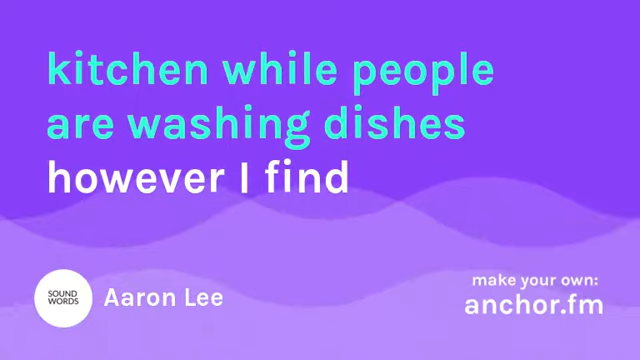 kitchen while people
are washing dishes
however I find
SOUND
WORDS
Aaron Lee
make your own:
anchor.fm